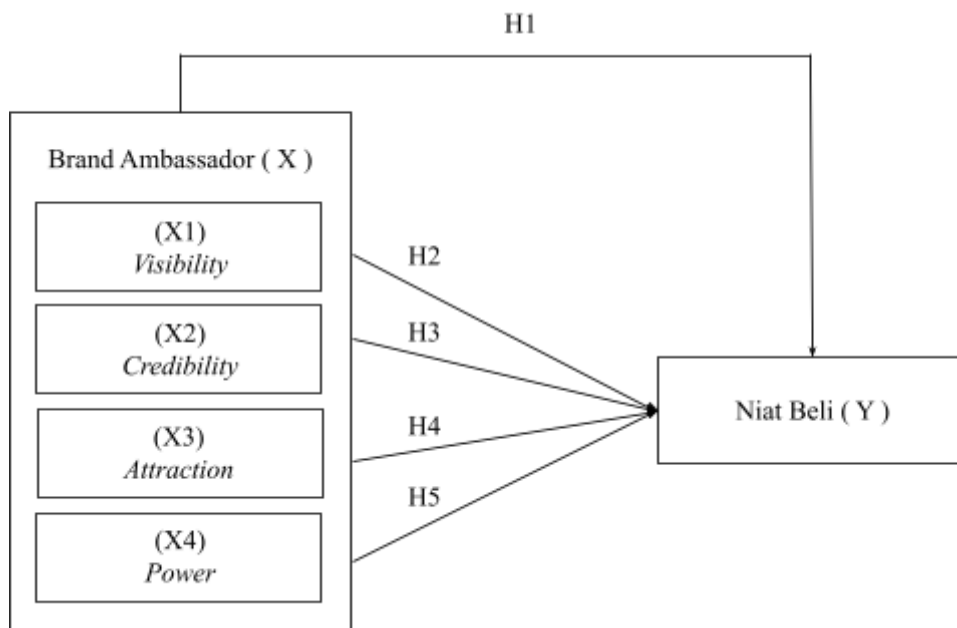 H1
Brand Ambassador ( X )
(X1)
Visibility
H2
(X2)
Credibility
H3
(X3)
Attraction
H4
(X4)
Power
H5
Niat Beli ( Y )